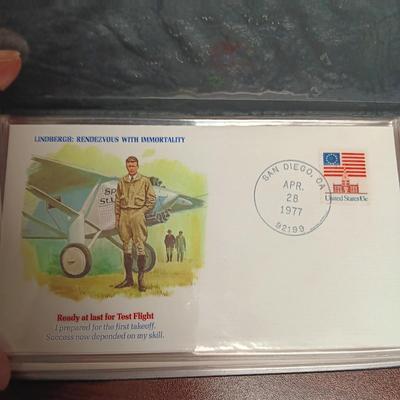 LINDBERGH: RENDEZVOUS WITH IMMORTALITY
SP
S
Ready at last for Test Flight
I prepared for the first takeoff.
Success now depended on my skill.
SAN DIEGO, CA
APR.
28
1977
92199
United States 13c